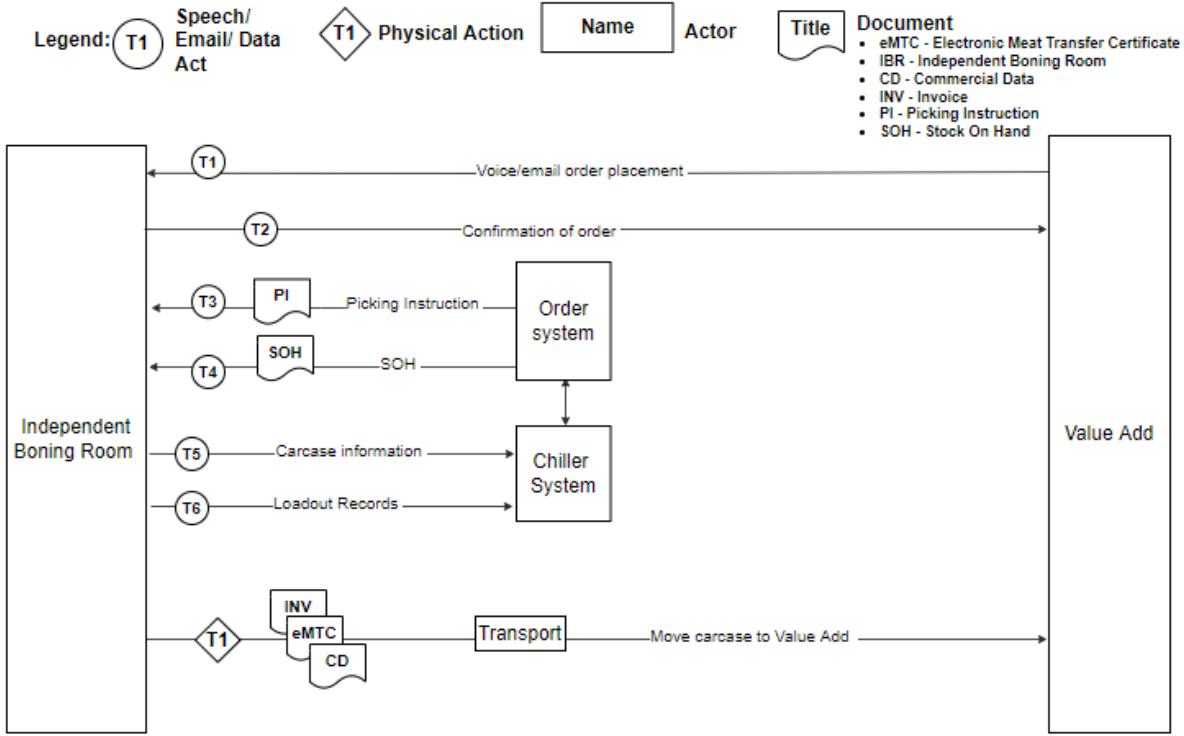 Legend:
T1
Speech/
Email/ Data
Act
T1
Physical Action
Name
Actor
Title
Document
• eMTC - Electronic Meat Transfer Certificate
• IBR - Independent Boning Room
• CD - Commercial Data
• INV - Invoice
• PI - Picking Instruction
• SOH - Stock On Hand
T1
Voice/email order placement
T2
Confirmation of order
T3
PI
Picking Instruction
Order
system
T4
SOH
SOH
Independent
Boning Room
Value Add
T5
Carcase information
Chiller
System
T6
Loadout Records
T1
INV
eMTC
CD
Transport
Move carcase to Value Add